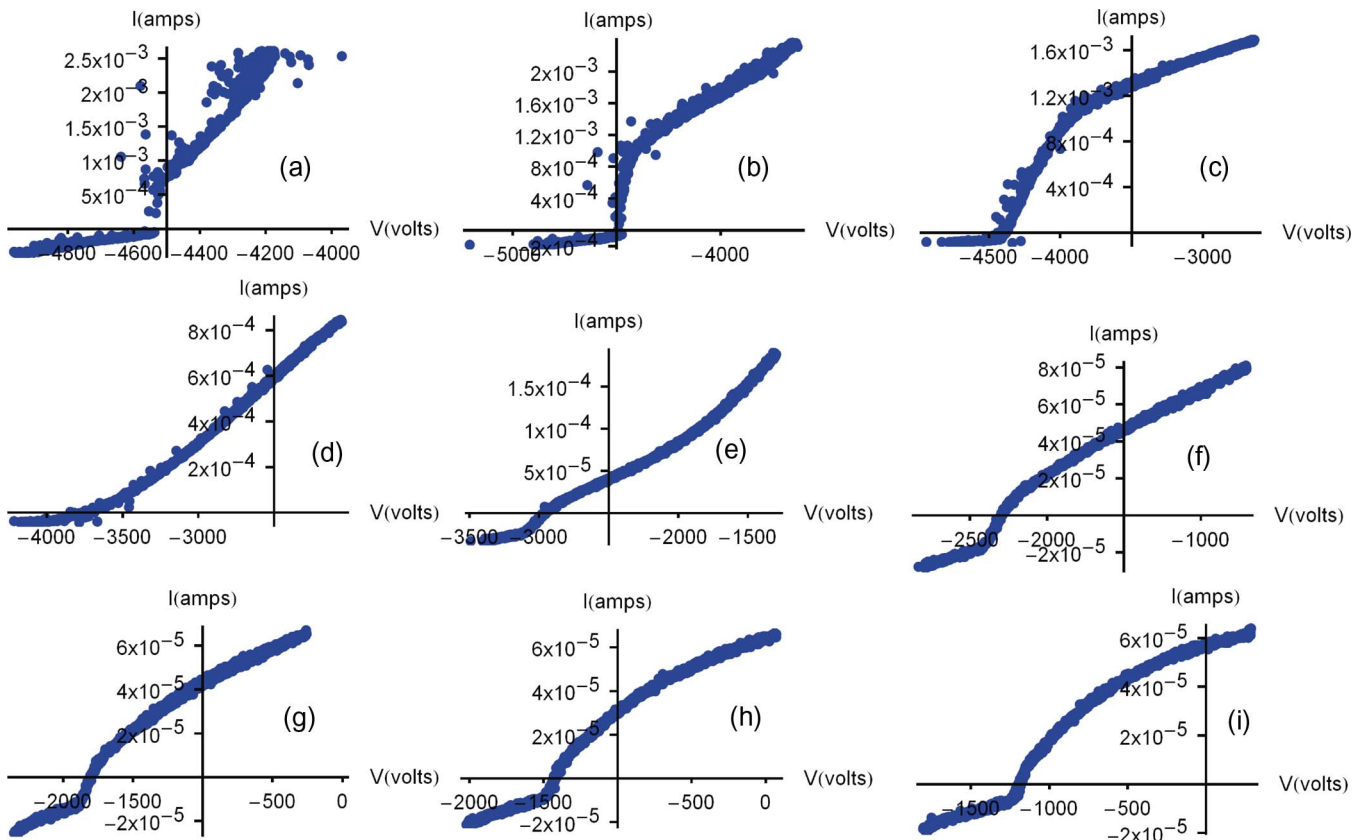 I(amps)
2.5x10⁻³
2x10⁻³
1.5x10⁻³
1x10⁻³
5x10⁻⁴
(a)
V(volts)
−4800 −4600 −4400 −4200 −4000
I(amps)
2x10⁻³
1.6x10⁻³
1.2x10⁻³
8x10⁻⁴
4x10⁻⁴
−2x10⁻⁴
(b)
V(volts)
−5000 −4000
I(amps)
1.6x10⁻³
1.2x10⁻³
8x10⁻⁴
4x10⁻⁴
(c)
V(volts)
−4500 −4000 −3000
I(amps)
8x10⁻⁴
6x10⁻⁴
4x10⁻⁴
2x10⁻⁴
(d)
V(volts)
−4000 −3500 −3000
I(amps)
1.5x10⁻⁴
1x10⁻⁴
5x10⁻⁵
(e)
V(volts)
−3500 −3000 −2000 −1500
I(amps)
8x10⁻⁵
6x10⁻⁵
4x10⁻⁵
2x10⁻⁵
−2x10⁻⁵
(f)
V(volts)
−2500 −2000 −1000
I(amps)
6x10⁻⁵
4x10⁻⁵
2x10⁻⁵
−2x10⁻⁵
(g)
V(volts)
−2000 −1500 −500 0
I(amps)
6x10⁻⁵
4x10⁻⁵
2x10⁻⁵
−2x10⁻⁵
(h)
V(volts)
−2000 −1500 −500 0
I(amps)
6x10⁻⁵
4x10⁻⁵
2x10⁻⁵
−2x10⁻⁵
(i)
V(volts)
−1500 −1000 −500 0